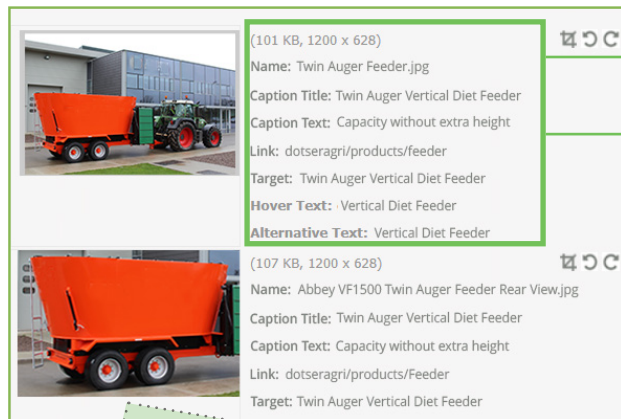 (101 KB, 1200 x 628)
Name: Twin Auger Feeder.jpg
Caption Title: Twin Auger Vertical Diet Feeder
Caption Text: Capacity without extra height
Link: dotseragri/products/feeder
Target: Twin Auger Vertical Diet Feeder
Hover Text: Vertical Diet Feeder
Alternative Text: Vertical Diet Feeder
(107 KB, 1200 x 628)
Name: Abbey VF1500 Twin Auger Feeder Rear View.jpg
Caption Title: Twin Auger Vertical Diet Feeder
Caption Text: Capacity without extra height
Link: dotseragri/products/Feeder
Target: Twin Auger Vertical Diet Feeder